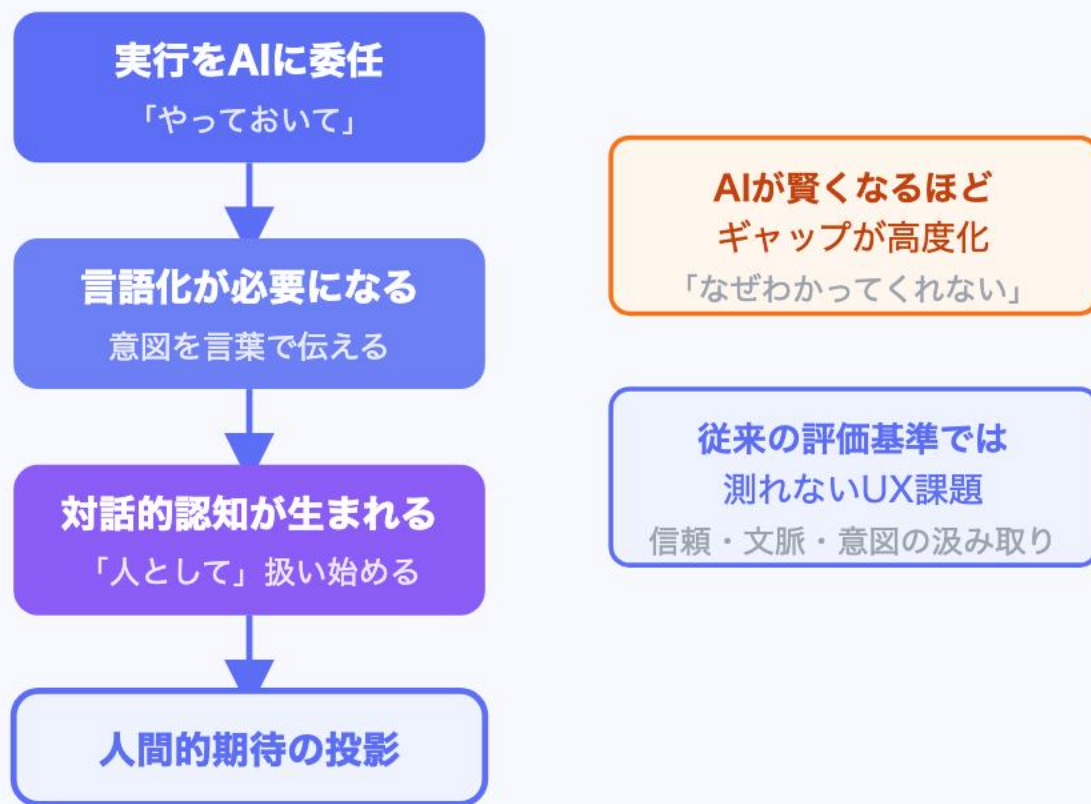 実行をAIに委任
「やっておいて」
言語化が必要になる
意図を言葉で伝える
対話的認知が生まれる
「人として」扱い始める
人間的期待の投影
AIが賢くなるほど
ギャップが高度化
「なぜわかってくれない」
従来の評価基準では
測れないUX課題
信頼・文脈・意図の汲み取り